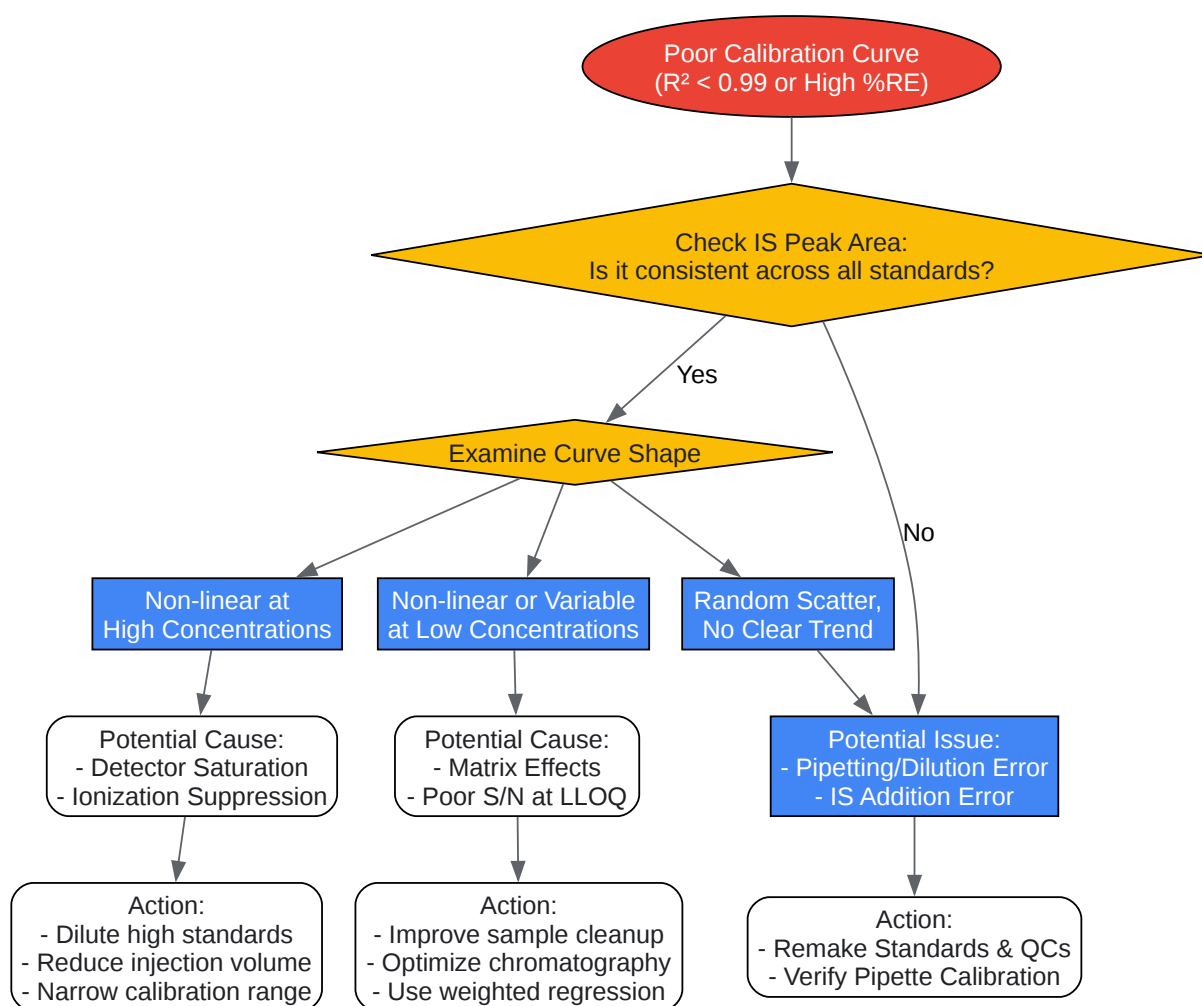 Poor Calibration Curve
(R² < 0.99 or High %RE)
Check IS Peak Area:
Is it consistent across all standards?
Yes
Examine Curve Shape
No
Non-linear at
High Concentrations
Non-linear or Variable
at Low Concentrations
Random Scatter,
No Clear Trend
Potential Cause:
- Detector Saturation
- Ionization Suppression
Potential Cause:
- Matrix Effects
- Poor S/N at LLOQ
Potential Issue:
- Pipetting/Dilution Error
- IS Addition Error
Action:
- Dilute high standards
- Reduce injection volume
- Narrow calibration range
Action:
- Improve sample cleanup
- Optimize chromatography
- Use weighted regression
Action:
- Remake Standards & QCs
- Verify Pipette Calibration